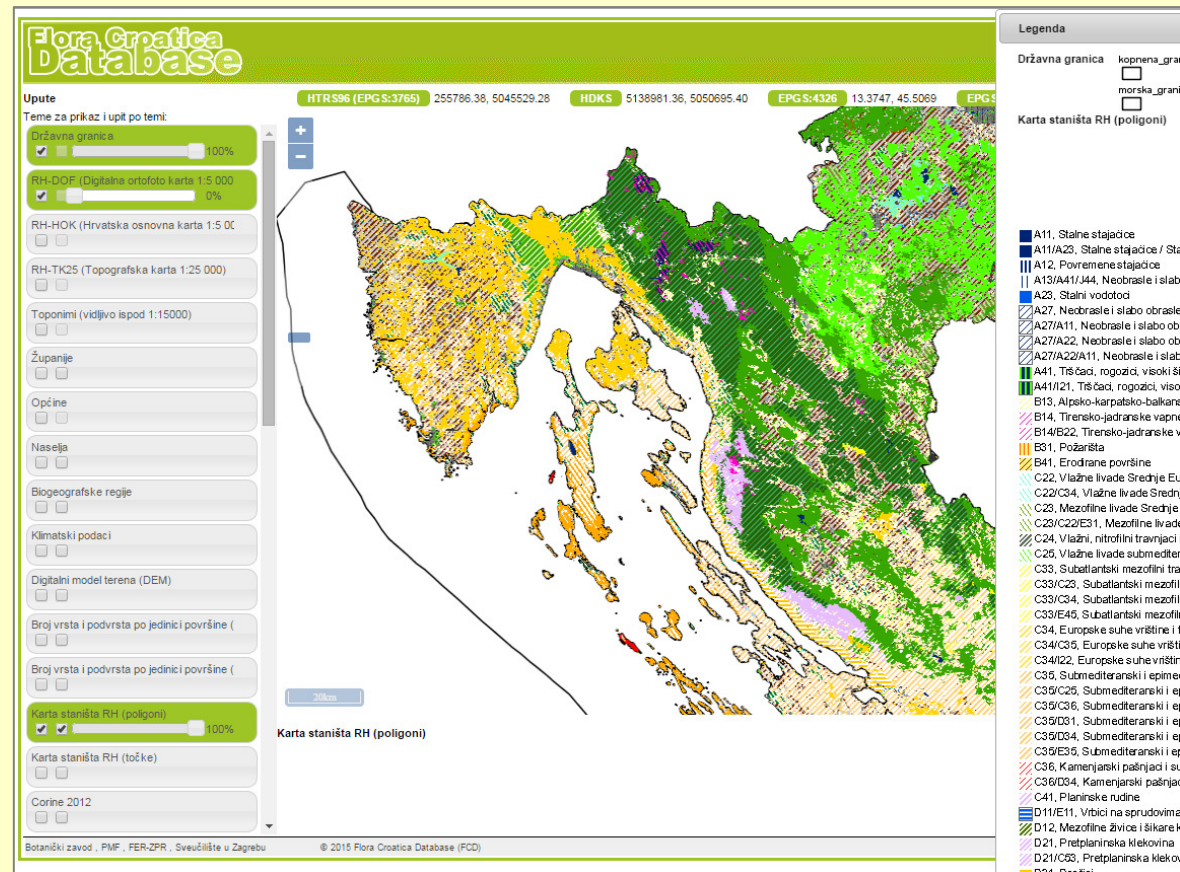 Flora Croatica
Database
Upute
HTRS96 (EPGS:3765) 255786.38, 5045529.28 HDKS 5138981.36, 5050695.40 EPGS:4326 13.3747, 45.5069 EPGS
Teme za prikaz i upit po temi:
Državna granica
100%
RH-DOF (Digitalna ortofoto karta 1:5 000
0%
RH-HOK (Hrvatska osnovna karta 1:5 00
RH-TK25 (Topografska karta 1:25 000)
Toponimi (vidljivo ispod 1:15000)
Županije
Općine
Naselja
Biogeografske regije
Klimatski podaci
Digitalni model terena (DEM)
Broj vrsta i podvrsta po jedinici površine (
Broj vrsta i podvrsta po jedinici površine (
Karta staništa RH (poligoni)
100%
Karta staništa RH (točke)
Corine 2012
+
−
20km
Karta staništa RH (poligoni)
Botanički zavod , PMF , FER-ZPR , Sveučilište u Zagrebu © 2015 Flora Croatica Database (FCD)
Legenda
Državna granica kopnena_gran
morska_grani
Karta staništa RH (poligoni)
A11, Stalne stajaćice
A11/A23, Stalne stajaćice / Sta
A12, Povremene stajaćice
A13/A41/J44, Neobrasle i slab
A23, Stalni vodotoci
A27, Neobrasle i slabo obrasle
A27/A11, Neobrasle i slabo ob
A27/A22, Neobrasle i slabo ob
A27/A22/A11, Neobrasle i slab
A41, Tršćaci, rogozici, visoki ši
A41/I21, Tršćaci, rogozici, viso
B13, Alpsko-karpatsko-balkans
B14, Tirensko-jadranske vapne
B14/B22, Tirensko-jadranske v
B31, Požarišta
B41, Erodirane površine
C22, Vlažne livade Srednje Eu
C22/C34, Vlažne livade Srednj
C23, Mezofilne livade Srednje
C23/C22/E31, Mezofilne livade
C24, Vlažni, nitrofilni travnjaci
C25, Vlažne livade submediter
C33, Subatlantski mezofilni tra
C33/C23, Subatlantski mezofil
C33/C34, Subatlantski mezofil
C33/E45, Subatlantski mezofiln
C34, Europske suhe vrištine i t
C34/C35, Europske suhe vrišti
C34/I22, Europske suhe vrištin
C35, Submediteranski i epimed
C35/C25, Submediteranski i ep
C35/C36, Submediteranski i ep
C35/D31, Submediteranski i ep
C35/D34, Submediteranski i ep
C35/E35, Submediteranski i ep
C36, Kamenjarski pašnjaci i su
C36/D34, Kamenjarski pašnjac
C41, Planinske rudine
D11/E11, Vrbici na sprudovima
D12, Mezofilne živice i šikare k
D21, Pretplaninska klekovina
D21/C53, Pretplaninska klekov